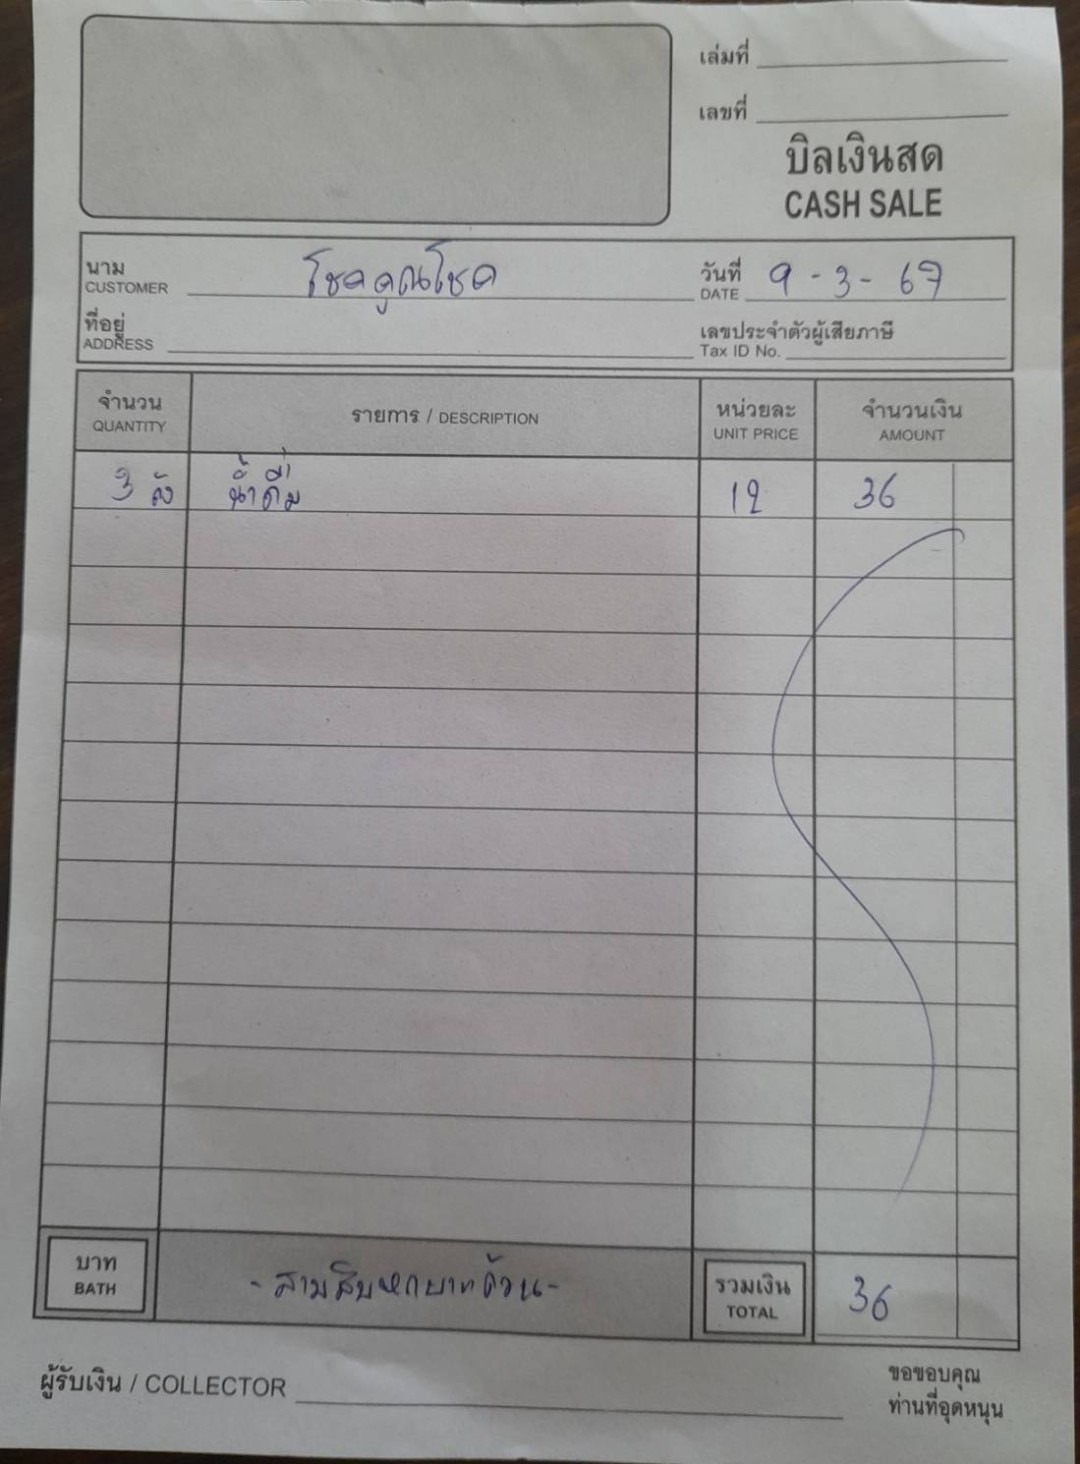 เล่มที่
เลขที่
บิลเงินสด
CASH SALE
นาม โชคคูณโชค วันที่ 9 - 3 - 67
CUSTOMER DATE
ที่อยู่ เลขประจำตัวผู้เสียภาษี
ADDRESS Tax ID No.
จำนวน รายการ / DESCRIPTION หน่วยละ จำนวนเงิน
QUANTITY UNIT PRICE AMOUNT
3 ลัง น้ำดื่ม 12 36
บาท - สามสิบหกบาทถ้วน - รวมเงิน 36
BATH TOTAL
ผู้รับเงิน / COLLECTOR ขอขอบคุณ
ท่านที่อุดหนุน